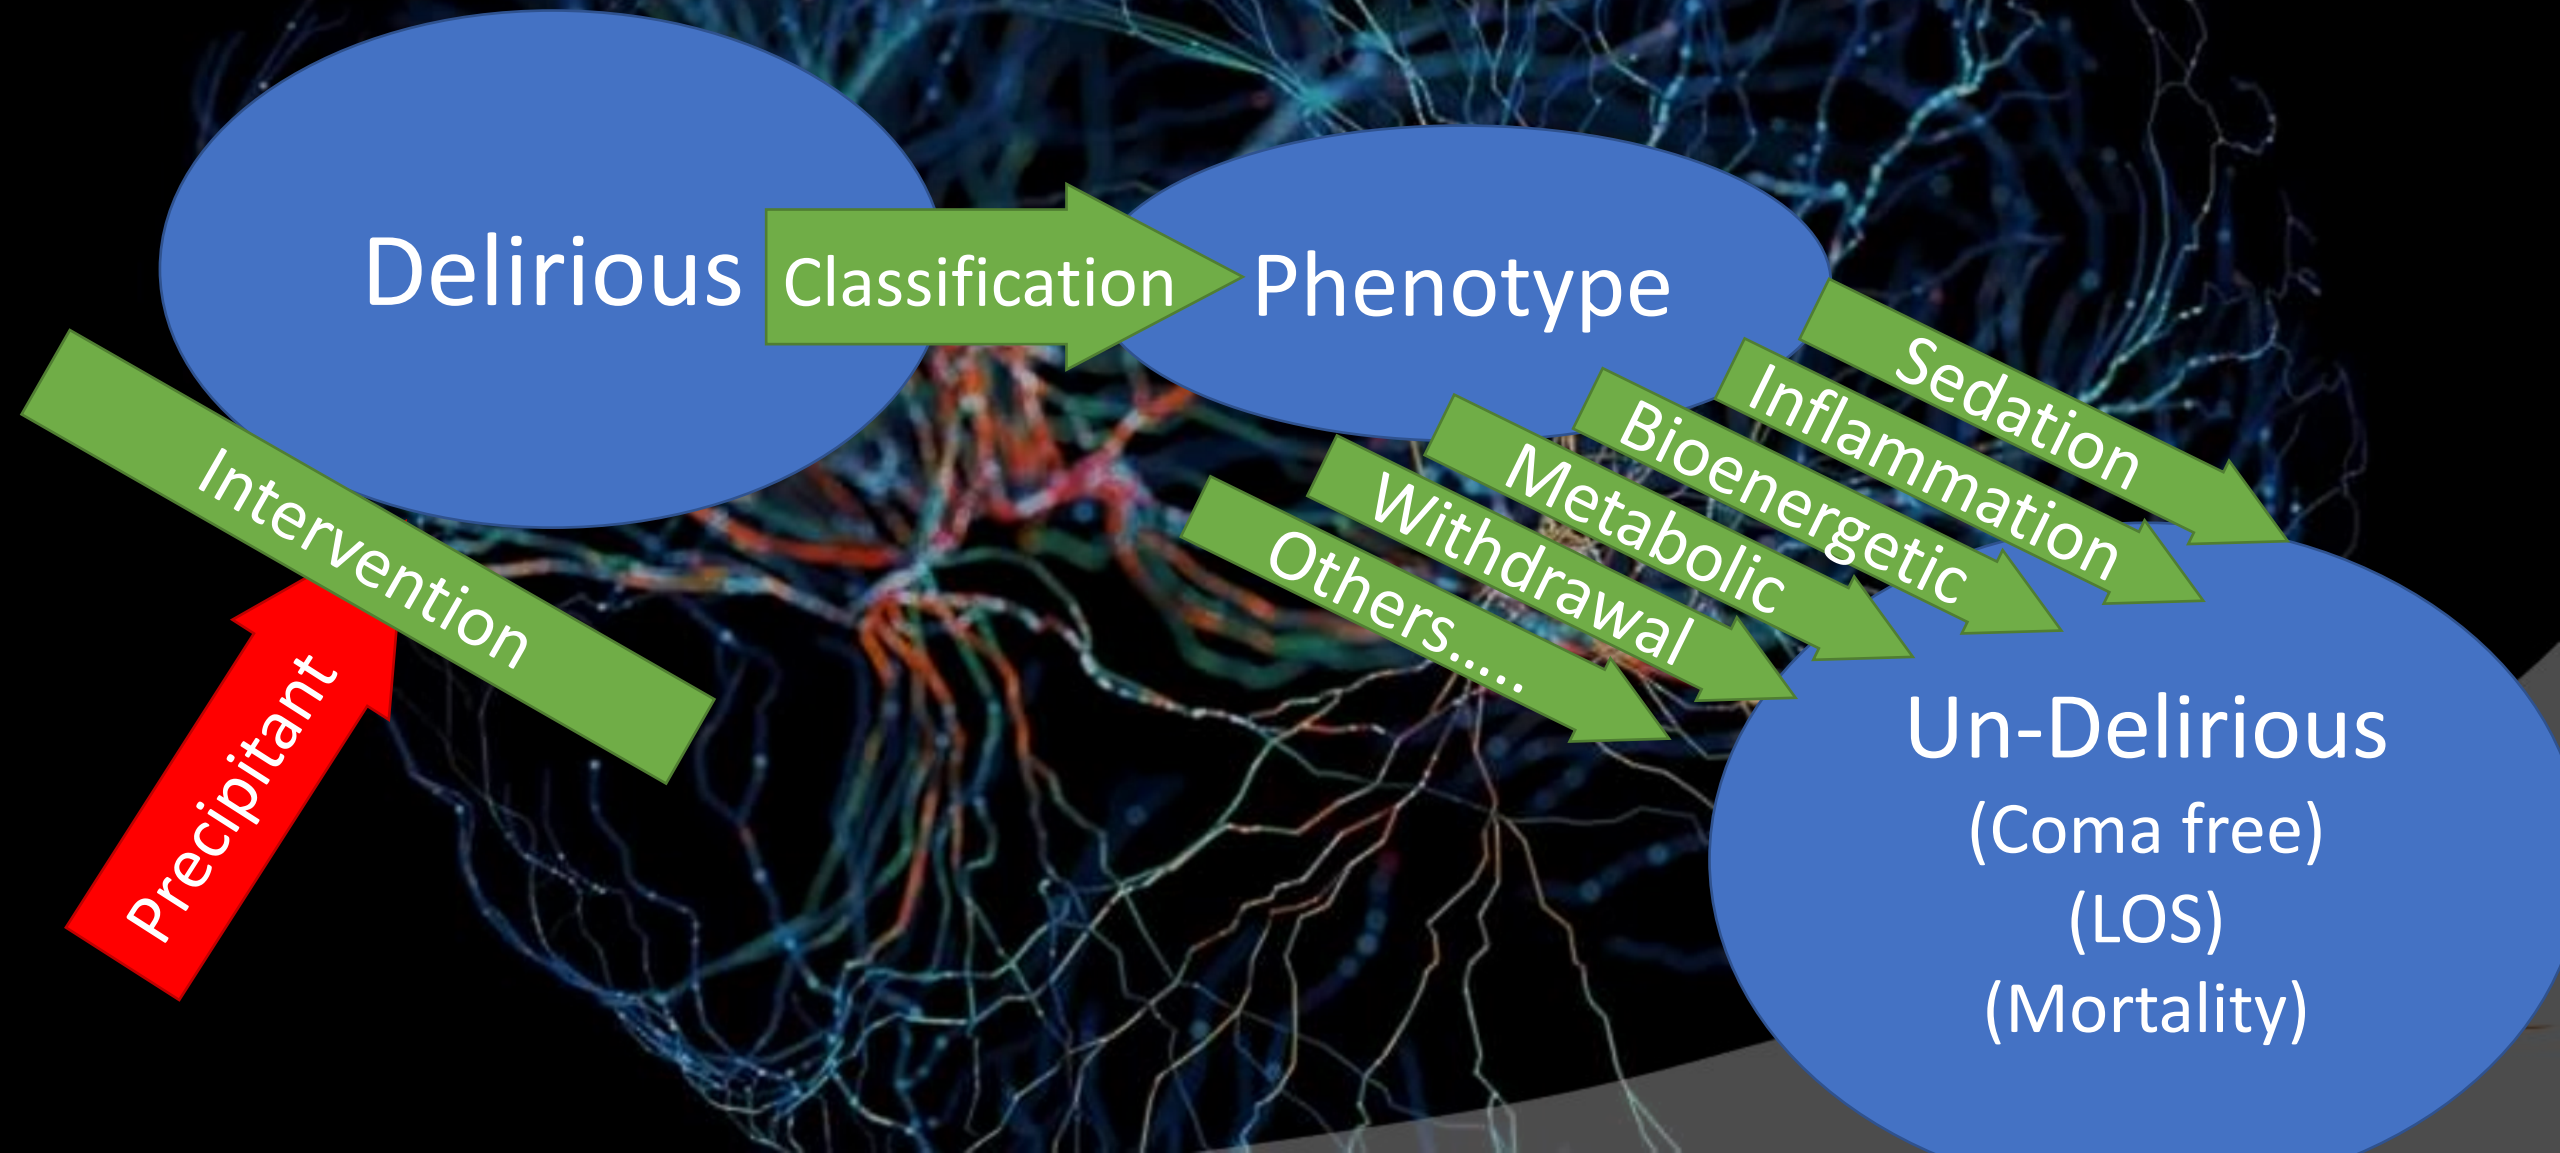 Delirious
Classification
Phenotype
Intervention
Precipitant
Sedation
Inflammation
Bioenergetic
Metabolic
Withdrawal
Others.....
Un-Delirious
(Coma free)
(LOS)
(Mortality)